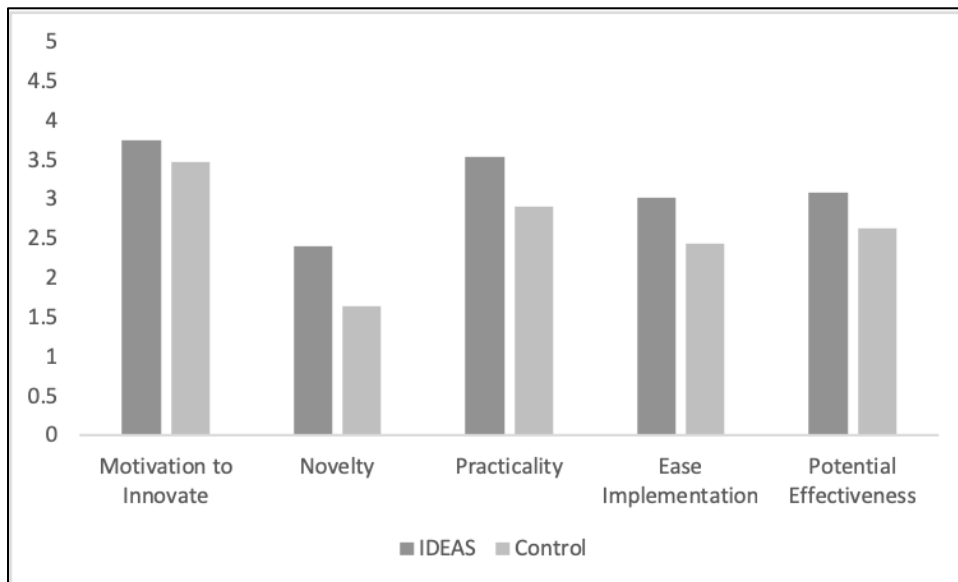 5
4.5
4
3.5
3
2.5
2
1.5
1
0.5
0
Motivation to Innovate
Novelty
Practicality
Ease Implementation
Potential Effectiveness
IDEAS
Control